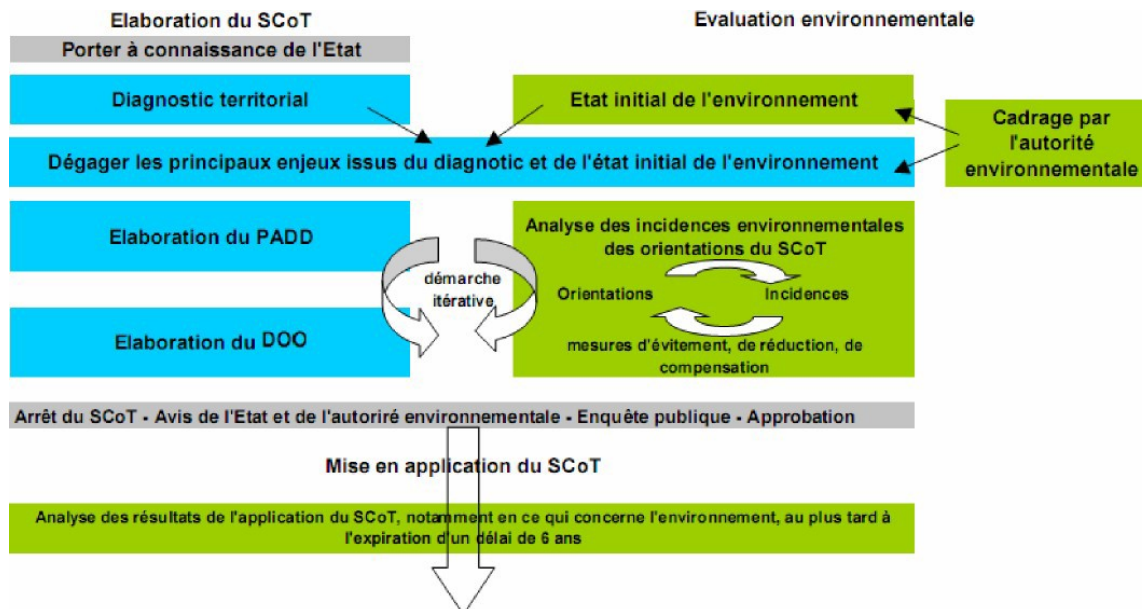 Elaboration du SCoT
Evaluation environnementale
Porter à connaissance de l'Etat
Diagnostic territorial
Etat initial de l'environnement
Cadrage par
l'autorité
environnementale
Dégager les principaux enjeux issus du diagnotic et de l'état initial de l'environnement
Elaboration du PADD
démarche
itérative
Elaboration du DOO
Analyse des incidences environnementales
des orientations du SCoT
Orientations
Incidences
mesures d'évitement, de réduction, de
compensation
Arrêt du SCoT - Avis de l'Etat et de l'autoriré environnementale - Enquête publique - Approbation
Mise en application du SCoT
Analyse des résultats de l'application du SCoT, notamment en ce qui concerne l'environnement, au plus tard à
l'expiration d'un délai de 6 ans